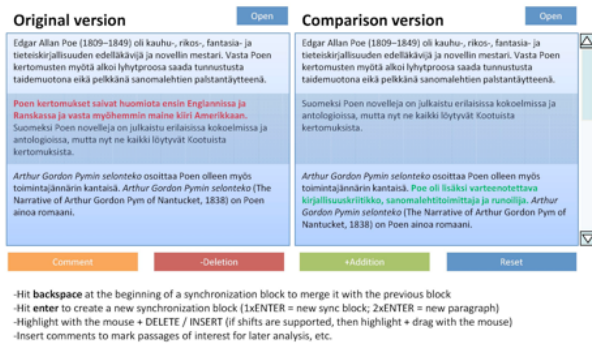 Original version
Open
Edgar Allan Poe (1809–1849) oli kauhu-, rikos-, fantasia- ja
tieteiskirjallisuuden edelläkävijä ja novellin mestari. Vasta Poen
kertomusten myötä alkoi lyhytproosa saada tunnustusta
taidemuotona eikä pelkkänä sanomalehtien palstantäytteenä.
Poen kertomukset saivat huomiota ensin Englannissa ja
Ranskassa ja vasta myöhemmin maine kiiri Amerikkaan.
Suomeksi Poen novelleja on julkaistu erilaisissa kokoelmissa ja
antologioissa, mutta nyt ne kaikki löytyvät Kootuista
kertomuksista.
Arthur Gordon Pymin selonteko osoittaa Poen olleen myös
toimintajännärin kantaisä. Arthur Gordon Pymin selonteko (The
Narrative of Arthur Gordon Pym of Nantucket, 1838) on Poen
ainoa romaani.
Comparison version
Open
Edgar Allan Poe (1809–1849) oli kauhu-, rikos-, fantasia- ja
tieteiskirjallisuuden edelläkävijä ja novellin mestari. Vasta Poen
kertomusten myötä alkoi lyhytproosa saada tunnustusta
taidemuotona eikä pelkkänä sanomalehtien palstantäytteenä.
Suomeksi Poen novelleja on julkaistu erilaisissa kokoelmissa ja
antologioissa, mutta nyt ne kaikki löytyvät Kootuista
kertomuksista.
Arthur Gordon Pymin selonteko osoittaa Poen olleen myös
toimintajännärin kantaisä. Poe oli lisäksi varteenotettava
kirjallisuuskriitikko, sanomalehtitoimittaja ja runoilija. Arthur
Gordon Pymin selonteko (The Narrative of Arthur Gordon Pym of
Nantucket, 1838) on Poen ainoa romaani.
Comment
-Deletion
+Addition
Reset
-Hit backspace at the beginning of a synchronization block to merge it with the previous block
-Hit enter to create a new synchronization block (1xENTER = new sync block; 2xENTER = new paragraph)
-Highlight with the mouse + DELETE / INSERT (if shifts are supported, then highlight + drag with the mouse)
-Insert comments to mark passages of interest for later analysis, etc.